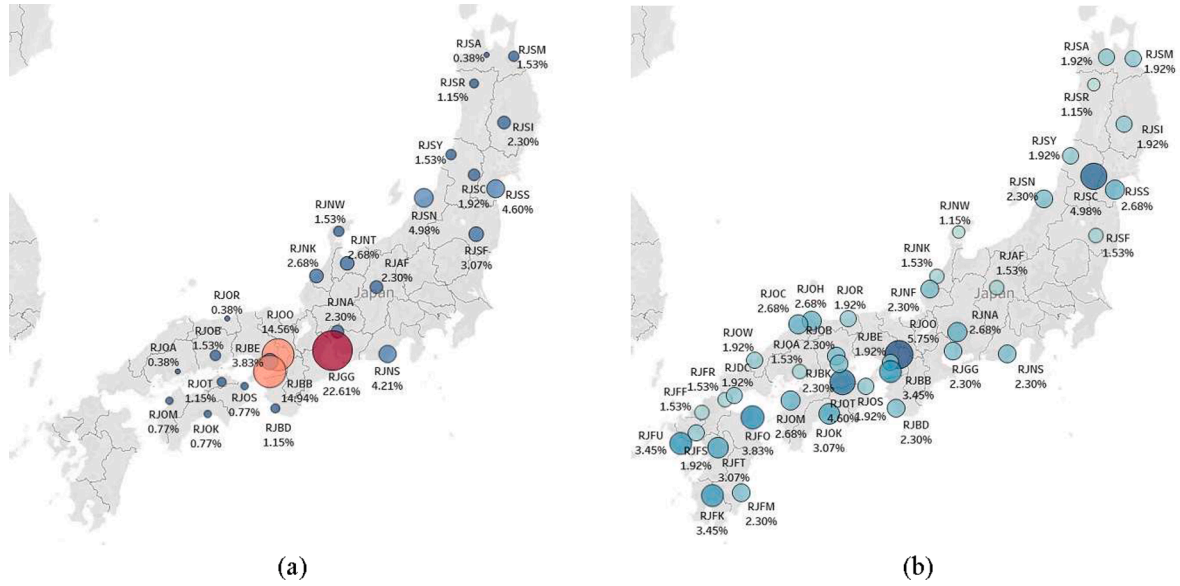 RJSA
0.38%
RJSM
1.53%
RJSR
1.15%
RJSI
2.30%
RJSY
1.53%
RJSC
1.92%
RJSS
4.60%
RJSN
4.98%
RJSF
3.07%
RJNW
1.53%
RJNT
2.68%
RJNK
2.68%
RJAF
2.30%
Japan
RJNA
2.30%
RJOR
0.38%
RJOO
14.56%
RJOB
1.53%
RJBE
3.83%
RJOA
0.38%
RJGG
22.61%
RJNS
4.21%
RJOT
1.15%
RJOS
0.77%
RJBB
14.94%
RJOM
0.77%
RJOK
0.77%
RJBD
1.15%
(a)
RJSA
1.92%
RJSM
1.92%
RJSR
1.15%
RJSI
1.92%
RJSY
1.92%
RJSC
4.98%
RJSS
2.68%
RJSN
2.30%
RJSF
1.53%
RJNW
1.15%
RJNK
1.53%
RJAF
1.53%
Japan
RJNF
2.30%
RJOC
2.68%
RJOH
2.68%
RJOR
1.92%
RJNA
2.68%
RJOO
5.75%
RJOW
1.92%
RJOA
1.53%
RJOB
2.30%
RJBE
1.92%
RJGG
2.30%
RJNS
2.30%
RJFR
1.53%
RJDC
1.92%
RJBK
2.30%
RJBB
3.45%
RJFF
1.53%
RJOM
2.68%
RJOT
4.60%
RJOS
1.92%
RJBD
2.30%
RJOK
3.07%
RJFO
3.83%
RJFU
3.45%
RJFS
1.92%
RJFT
3.07%
RJFK
3.45%
RJFM
2.30%
(b)